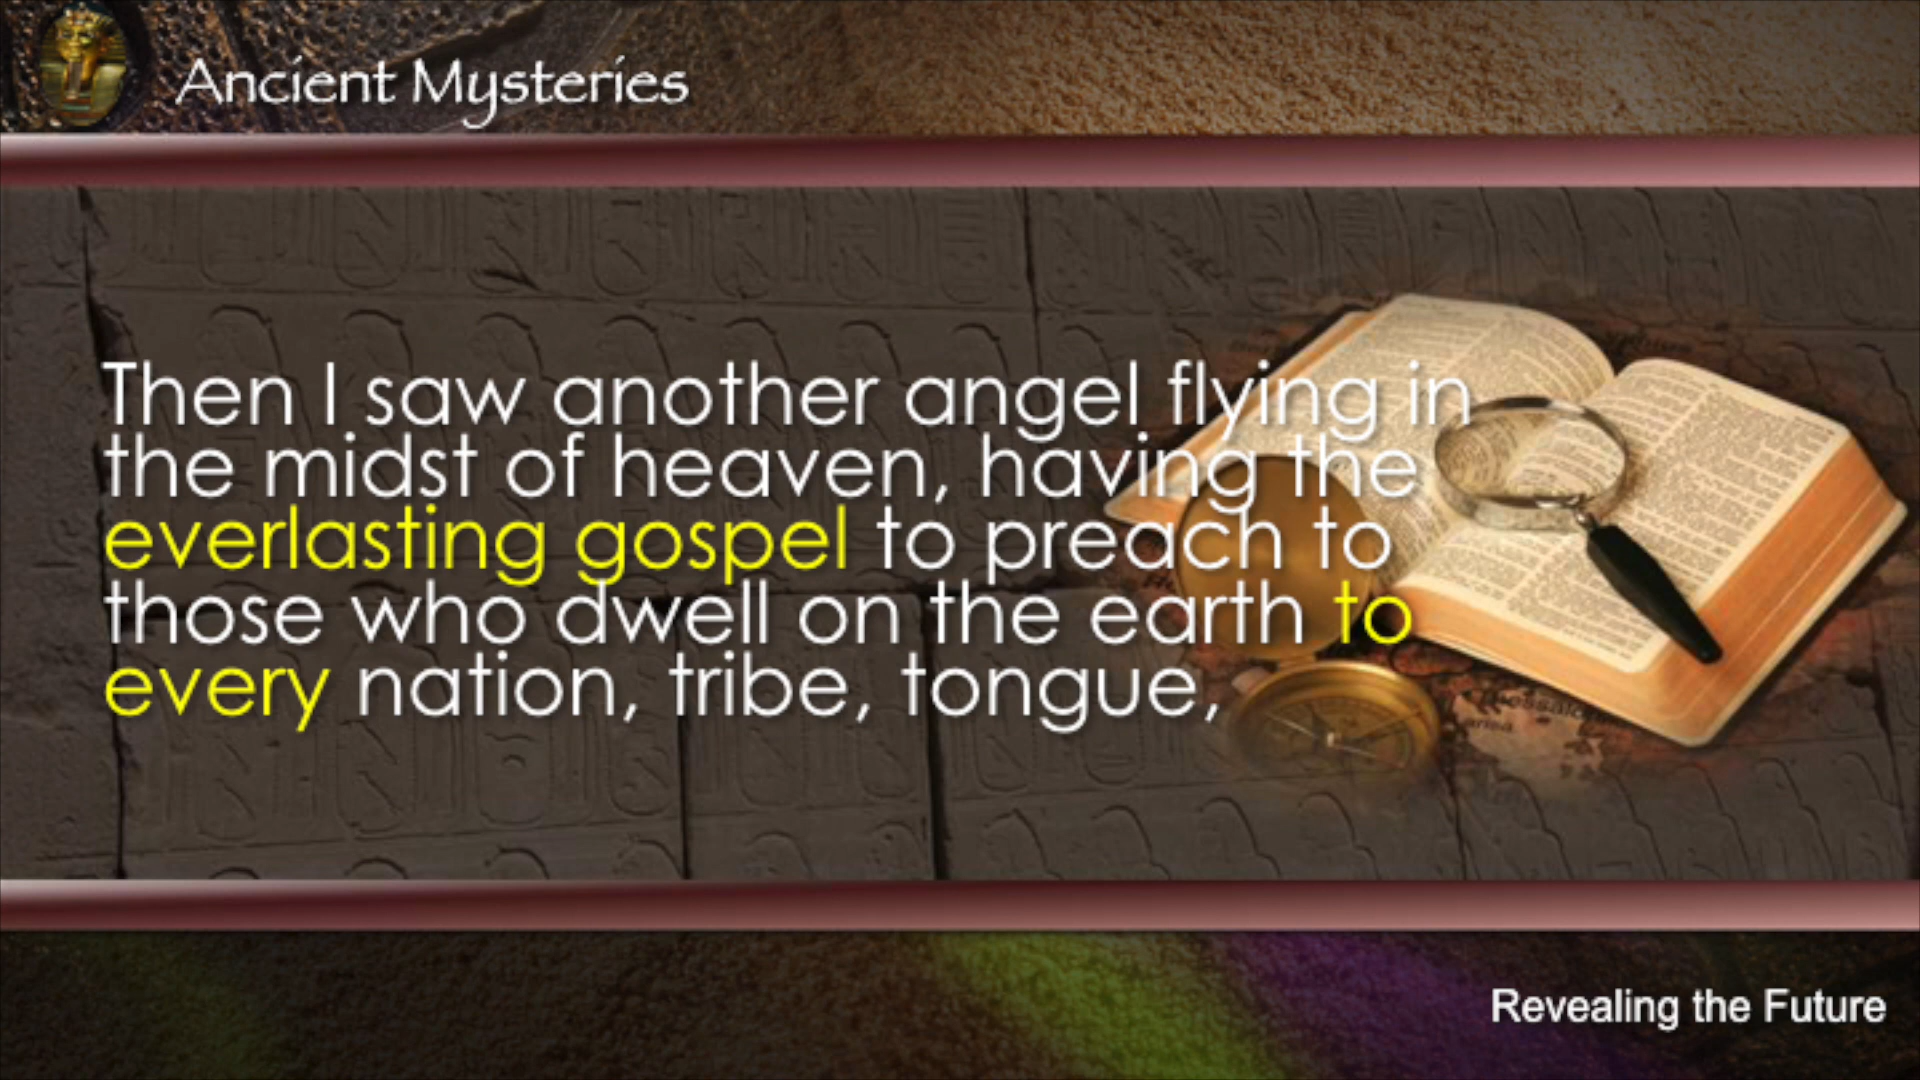 Ancient Mysteries
Then I saw another angel flying in
the midst of heaven, having the
everlasting gospel to preach to
those who dwell on the earth to
every nation, tribe, tongue,
Revealing the Future